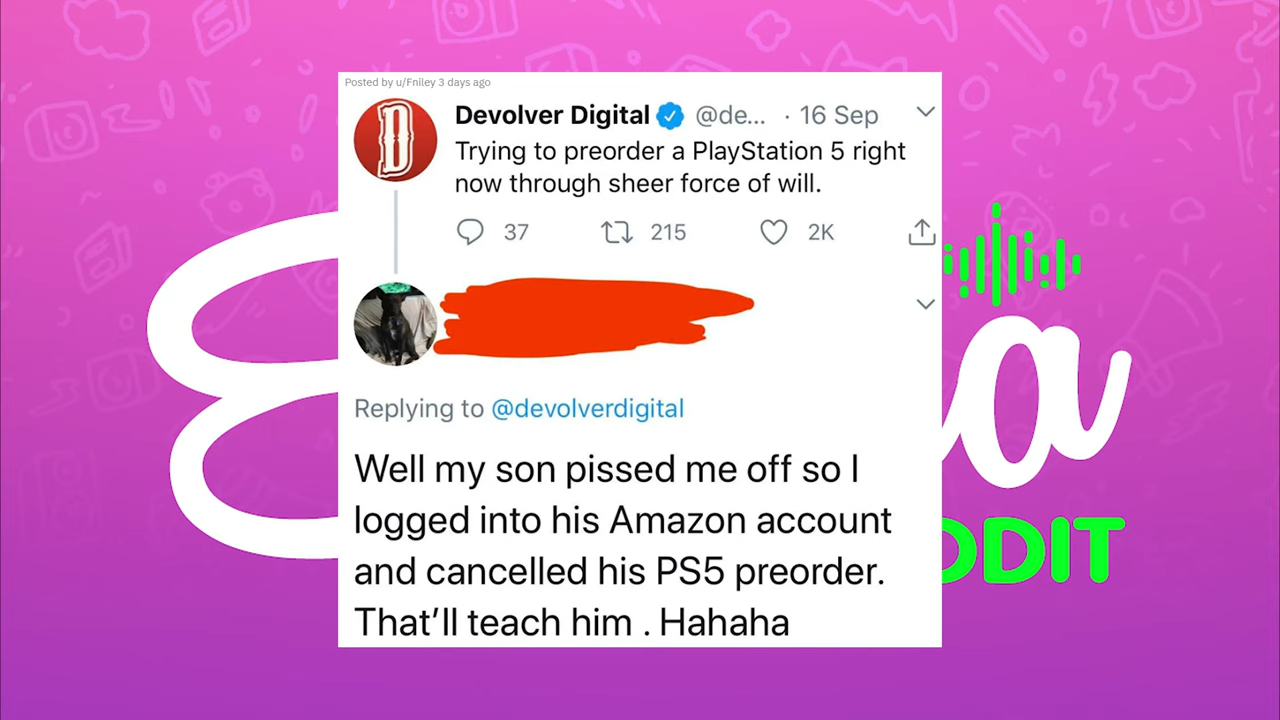 Posted by u/Fniley 3 days ago
Devolver Digital @de... · 16 Sep
Trying to preorder a PlayStation 5 right
now through sheer force of will.
37 215 2K
Replying to @devolverdigital
Well my son pissed me off so I
logged into his Amazon account
and cancelled his PS5 preorder.
That’ll teach him . Hahaha